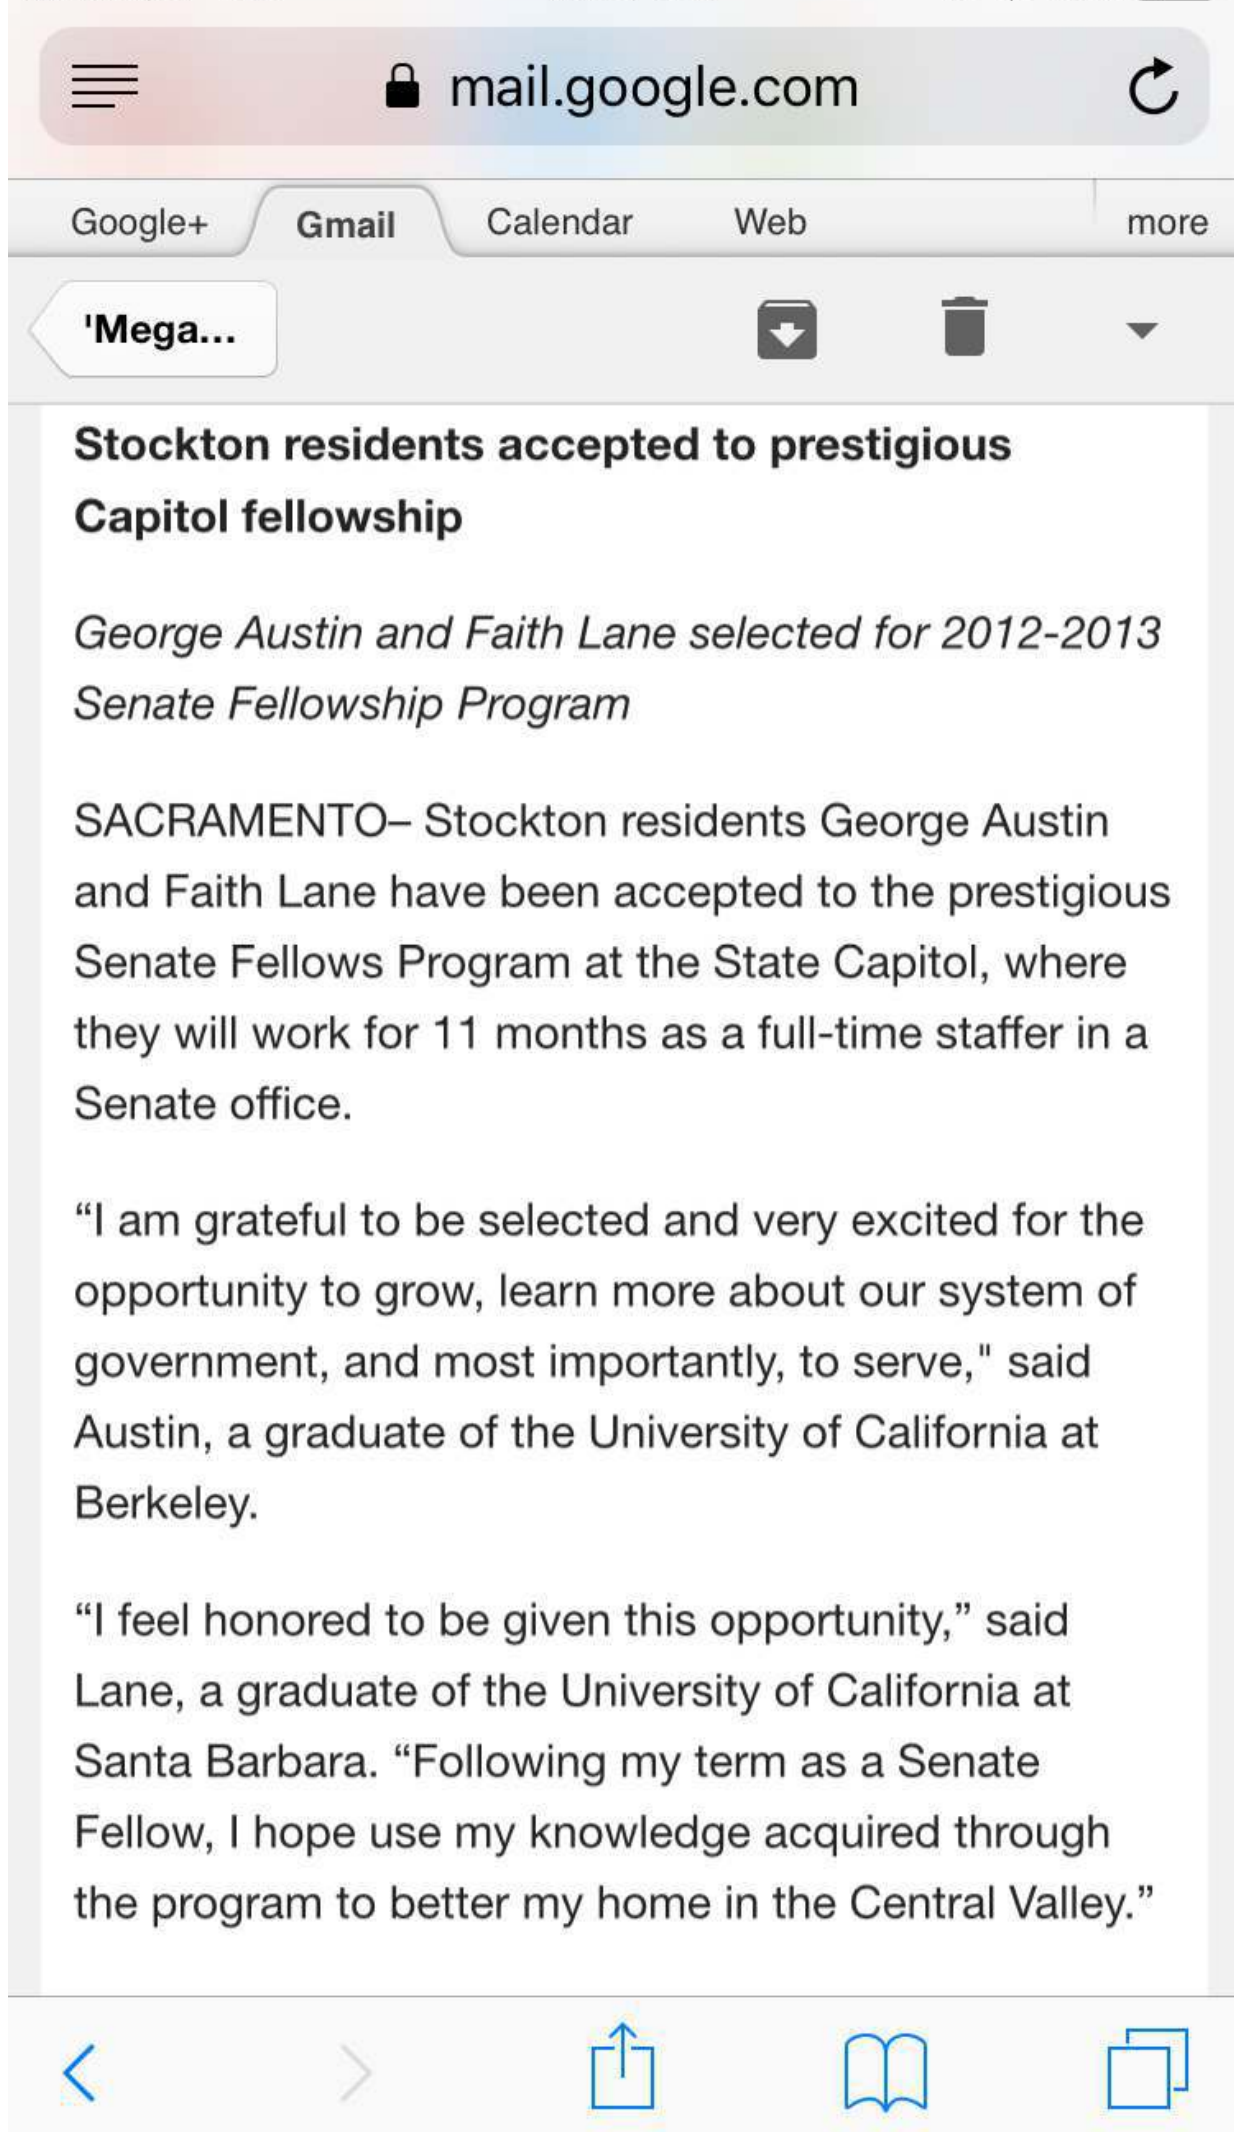 mail.google.com
Google+ Gmail Calendar Web more
'Mega...
Stockton residents accepted to prestigious
Capitol fellowship
George Austin and Faith Lane selected for 2012-2013
Senate Fellowship Program
SACRAMENTO– Stockton residents George Austin
and Faith Lane have been accepted to the prestigious
Senate Fellows Program at the State Capitol, where
they will work for 11 months as a full-time staffer in a
Senate office.
“I am grateful to be selected and very excited for the
opportunity to grow, learn more about our system of
government, and most importantly, to serve," said
Austin, a graduate of the University of California at
Berkeley.
“I feel honored to be given this opportunity,” said
Lane, a graduate of the University of California at
Santa Barbara. “Following my term as a Senate
Fellow, I hope use my knowledge acquired through
the program to better my home in the Central Valley.”